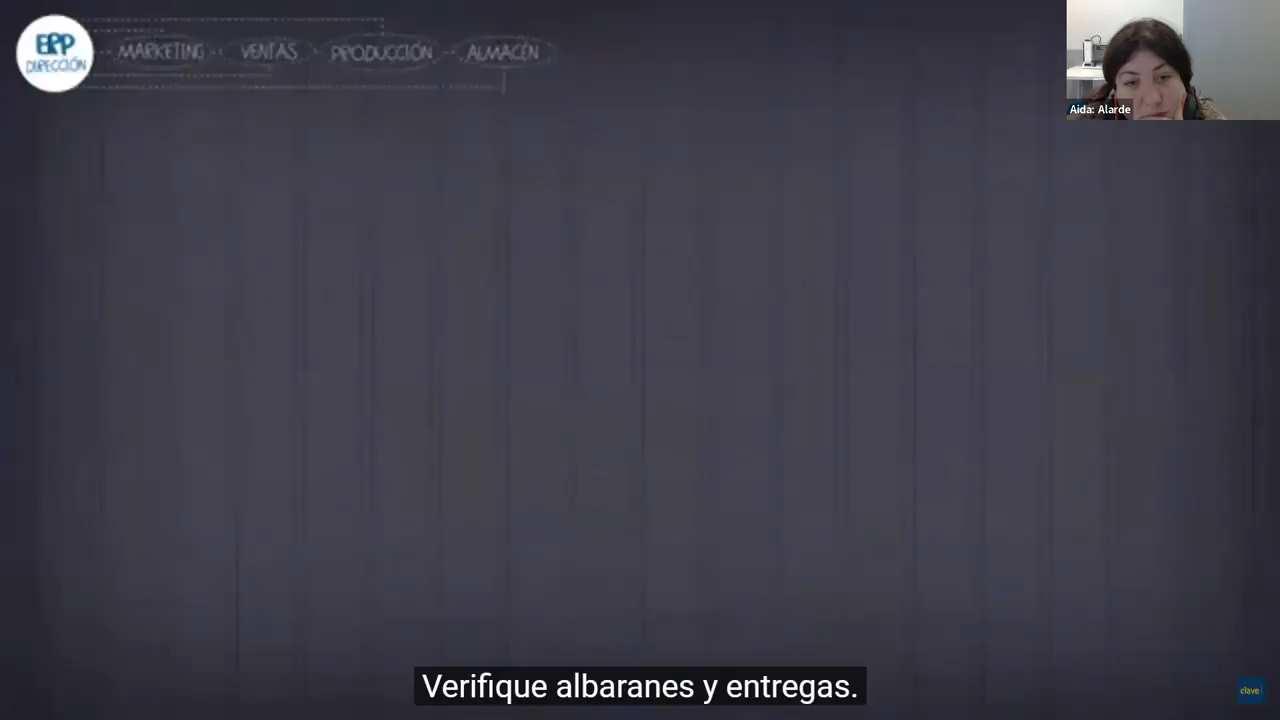 ERP
DIRECCIÓN
MARKETING VENTAS PRODUCCIÓN ALMACÉN
Aida: Alarde
Verifique albaranes y entregas.
clave